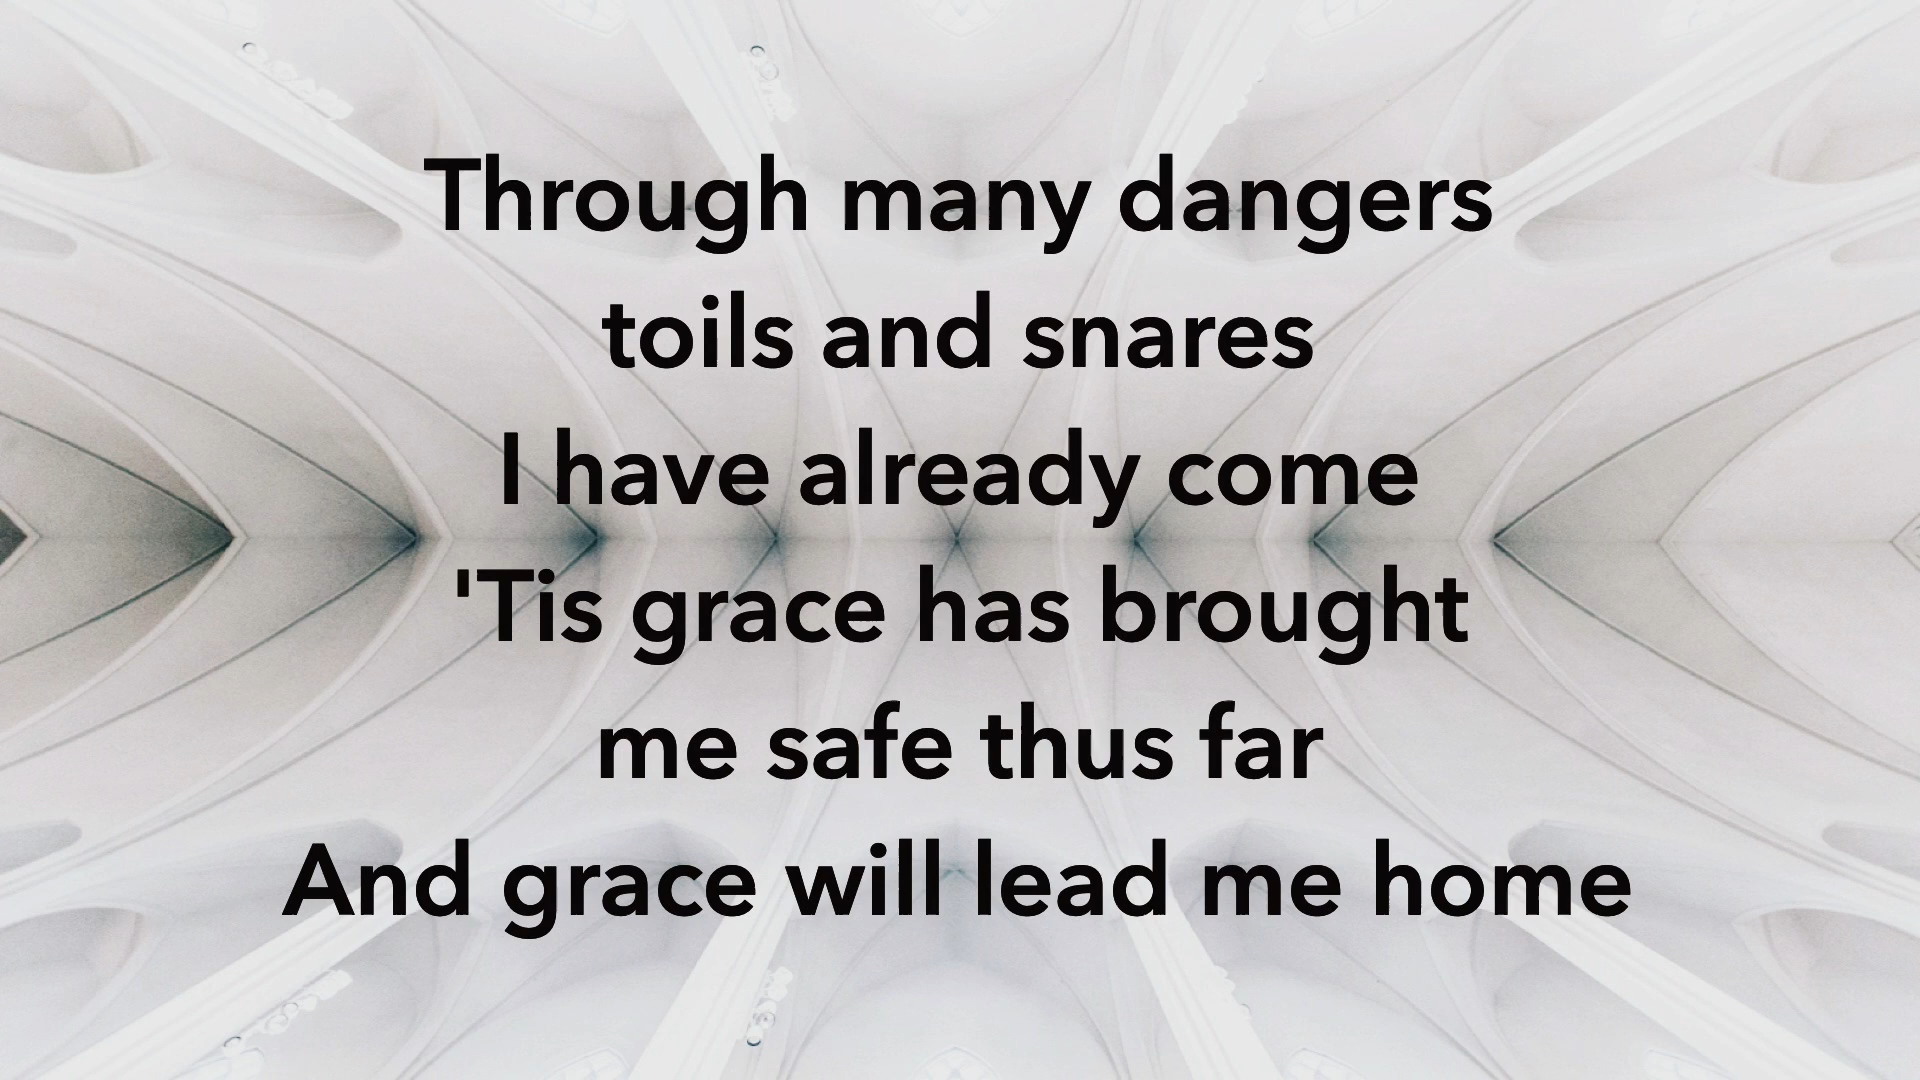 Through many dangers
toils and snares
I have already come
'Tis grace has brought
me safe thus far
And grace will lead me home